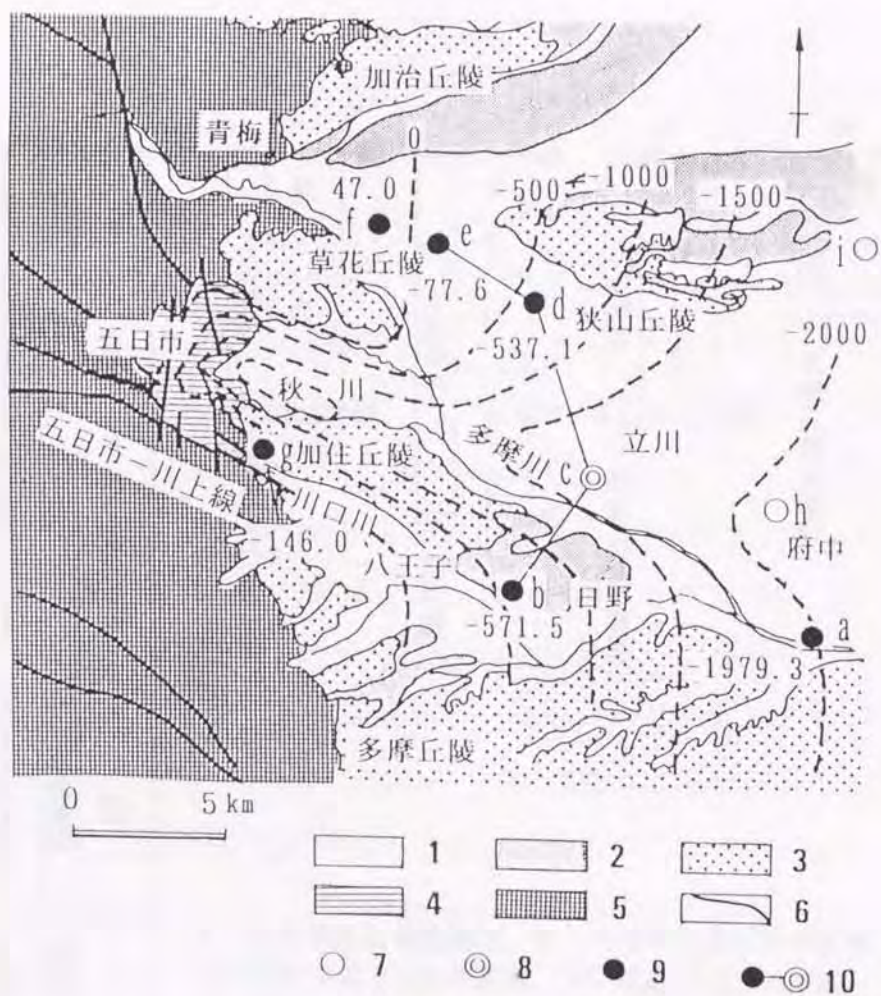 加治丘陵
青梅
0
47.0
-500
-1000
-1500
f
e
草花丘陵
i
-77.6
d
狭山丘陵
五日市
-537.1
-2000
秋川
立川
多摩川
c
g
加住丘陵
五日市-川上線
川口川
h
府中
-146.0
八王子
b
日野
a
-571.5
-1979.3
多摩丘陵
0 5km
1 2 3
4 5 6
7 8 9 10